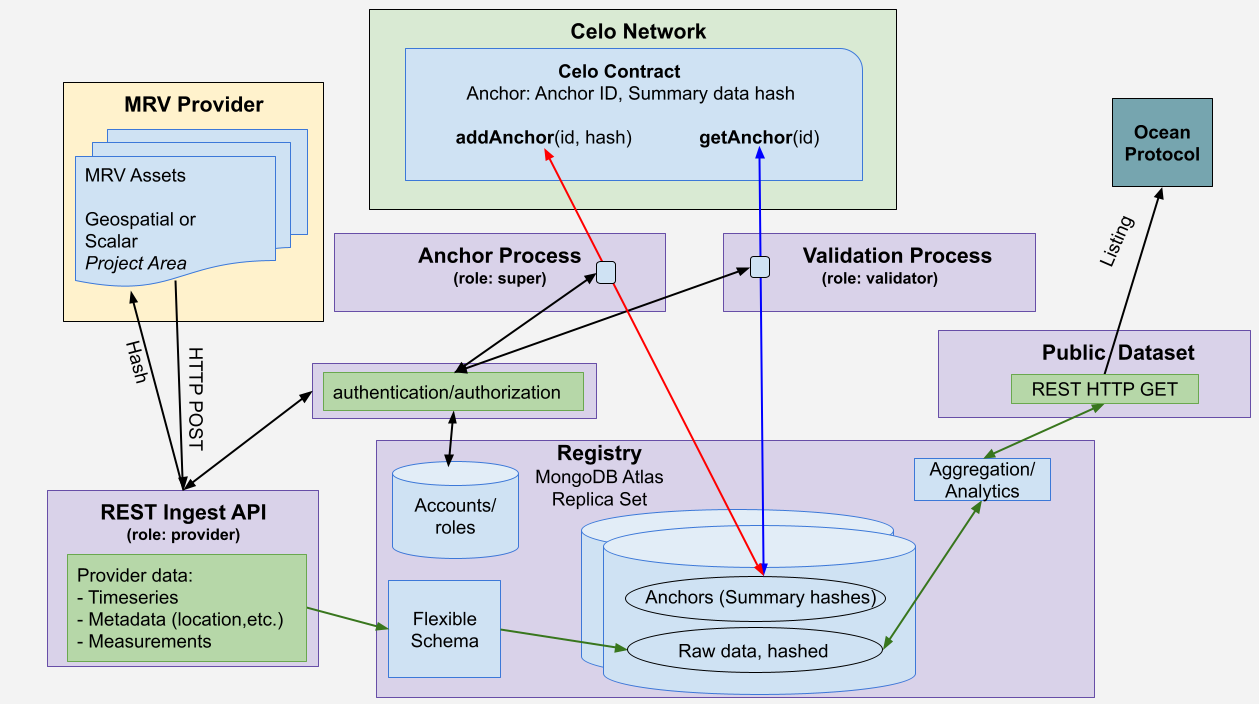 Celo Network
Celo Contract
Anchor: Anchor ID, Summary data hash
addAnchor(id, hash)
getAnchor(id)
MRV Provider
MRV Assets
Geospatial or
Scalar
Project Area
Ocean
Protocol
Anchor Process
(role: super)
Validation Process
(role: validator)
Listing
Hash
HTTP POST
Public Dataset
REST HTTP GET
authentication/authorization
Registry
MongoDB Atlas
Replica Set
Aggregation/
Analytics
Accounts/
roles
REST Ingest API
(role: provider)
Provider data:
- Timeseries
- Metadata (location,etc.)
- Measurements
Flexible
Schema
Anchors (Summary hashes)
Raw data, hashed